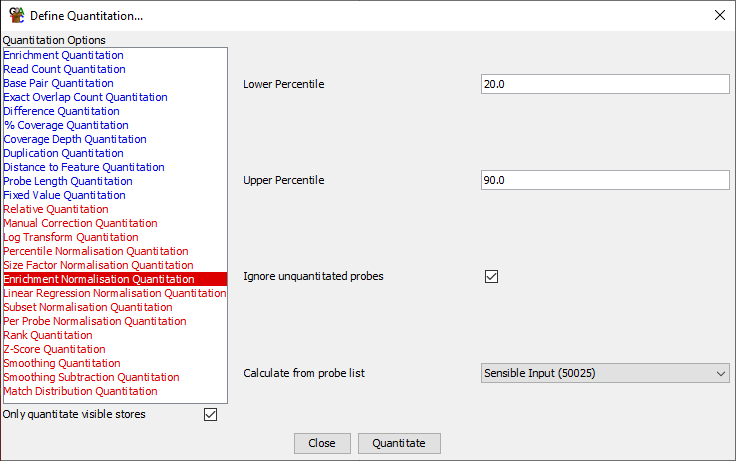 Define Quantitation...
Quantitation Options
Enrichment Quantitation
Read Count Quantitation
Base Pair Quantitation
Exact Overlap Count Quantitation
Difference Quantitation
% Coverage Quantitation
Coverage Depth Quantitation
Duplication Quantitation
Distance to Feature Quantitation
Probe Length Quantitation
Fixed Value Quantitation
Relative Quantitation
Manual Correction Quantitation
Log Transform Quantitation
Percentile Normalisation Quantitation
Size Factor Normalisation Quantitation
Enrichment Normalisation Quantitation
Linear Regression Normalisation Quantitation
Subset Normalisation Quantitation
Per Probe Normalisation Quantitation
Rank Quantitation
Z-Score Quantitation
Smoothing Quantitation
Smoothing Subtraction Quantitation
Match Distribution Quantitation
Only quantitate visible stores
Lower Percentile 20.0
Upper Percentile 90.0
Ignore unquantitated probes
Calculate from probe list Sensible Input (50025)
Close Quantitate